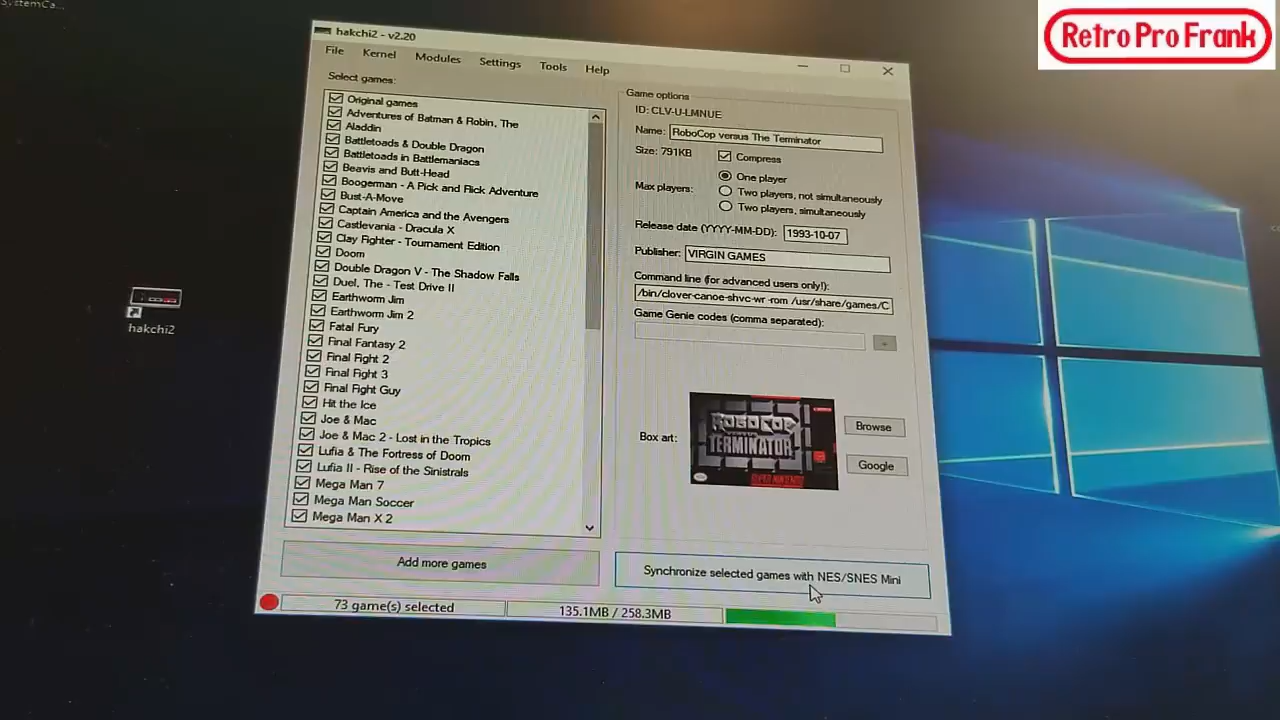 SystemCa...
Retro Pro Frank
hakchi2 - v2.20
File Kernel Modules Settings Tools Help
Select games:
Original games
Adventures of Batman & Robin, The
Aladdin
Battletoads & Double Dragon
Battletoads in Battlemaniacs
Beavis and Butt-Head
Boogerman - A Pick and Flick Adventure
Bust-A-Move
Captain America and the Avengers
Castlevania - Dracula X
Clay Fighter - Tournament Edition
Doom
Double Dragon V - The Shadow Falls
Duel, The - Test Drive II
Earthworm Jim
Earthworm Jim 2
Fatal Fury
Final Fantasy 2
Final Fight 2
Final Fight 3
Final Fight Guy
Hit the Ice
Joe & Mac
Joe & Mac 2 - Lost in the Tropics
Lufia & The Fortress of Doom
Lufia II - Rise of the Sinistrals
Mega Man 7
Mega Man Soccer
Mega Man X 2
Add more games
Game options
ID: CLV-U-LMNUE
Name: RoboCop versus The Terminator
Size: 791KB Compress
Max players: One player
Two players, not simultaneously
Two players, simultaneously
Release date (YYYY-MM-DD): 1993-10-07
Publisher: VIRGIN GAMES
Command line (for advanced users only!):
/bin/clover-canoe-shvc-wr -rom /usr/share/games/C
Game Genie codes (comma separated):
Box art:
ROBOCOP
TERMINATOR
SUPER NINTENDO
Browse
Google
Synchronize selected games with NES/SNES Mini
73 game(s) selected 135.1MB / 258.3MB
hakchi2